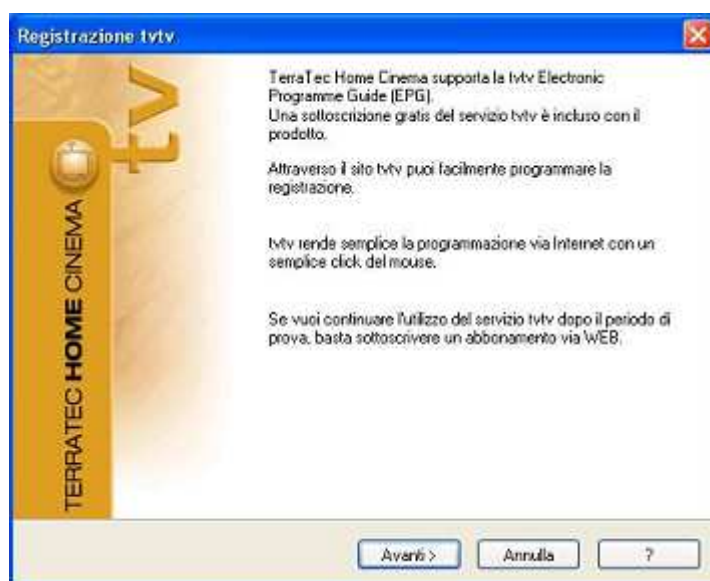 Registrazione tvtv
TerraTec Home Cinema supporta la tvtv Electronic
Programme Guide (EPG).
Una sottoscrizione gratis del servizio tvtv è incluso con il
prodotto.
Attraverso il sito tvtv puoi facilmente programmare la
registrazione.
tvtv rende semplice la programmazione via Internet con un
semplice click del mouse.
Se vuoi continuare l'utilizzo del servizio tvtv dopo il periodo di
prova, basta sottoscrivere un abbonamento via WEB.
tv
TERRATEC HOME CINEMA
Avanti >
Annulla
?